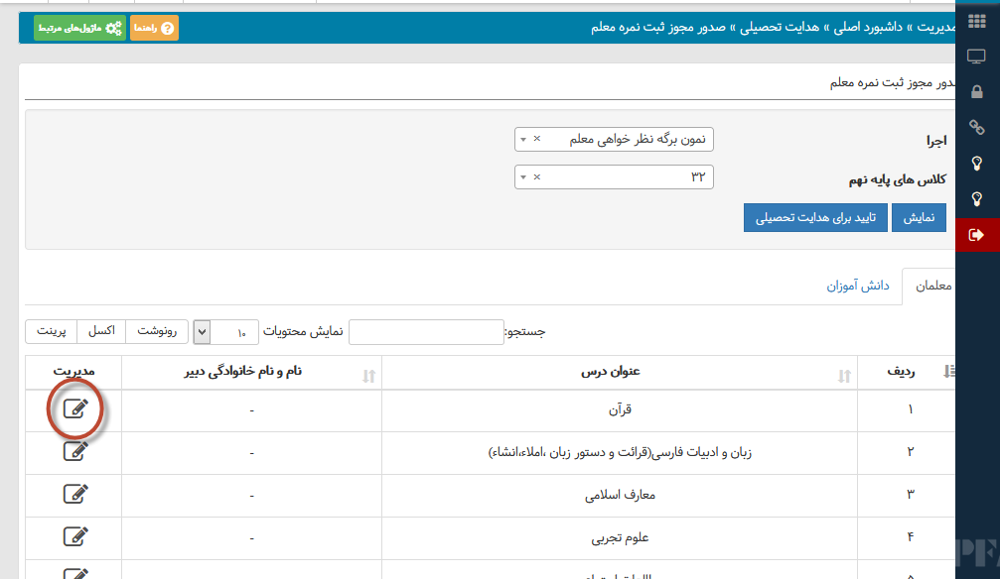 مدیریت » داشبورد اصلی » هدایت تحصیلی » صدور مجوز ثبت نمره معلم
راهنما
ماژول‌های مرتبط
صدور مجوز ثبت نمره معلم
اجرا
نمون برگه نظر خواهی معلم
کلاس های پایه نهم
۳۲
نمایش
تایید برای هدایت تحصیلی
معلمان
دانش آموزان
جستجو:
نمایش محتویات ۱۰
رونوشت اکسل پرینت
ردیف عنوان درس نام و نام خانوادگی دبیر مدیریت
۱ قرآن -
۲ زبان و ادبیات فارسی(قرائت و دستور زبان ،املاء،انشاء) -
۳ معارف اسلامی -
۴ علوم تجربی -
PF